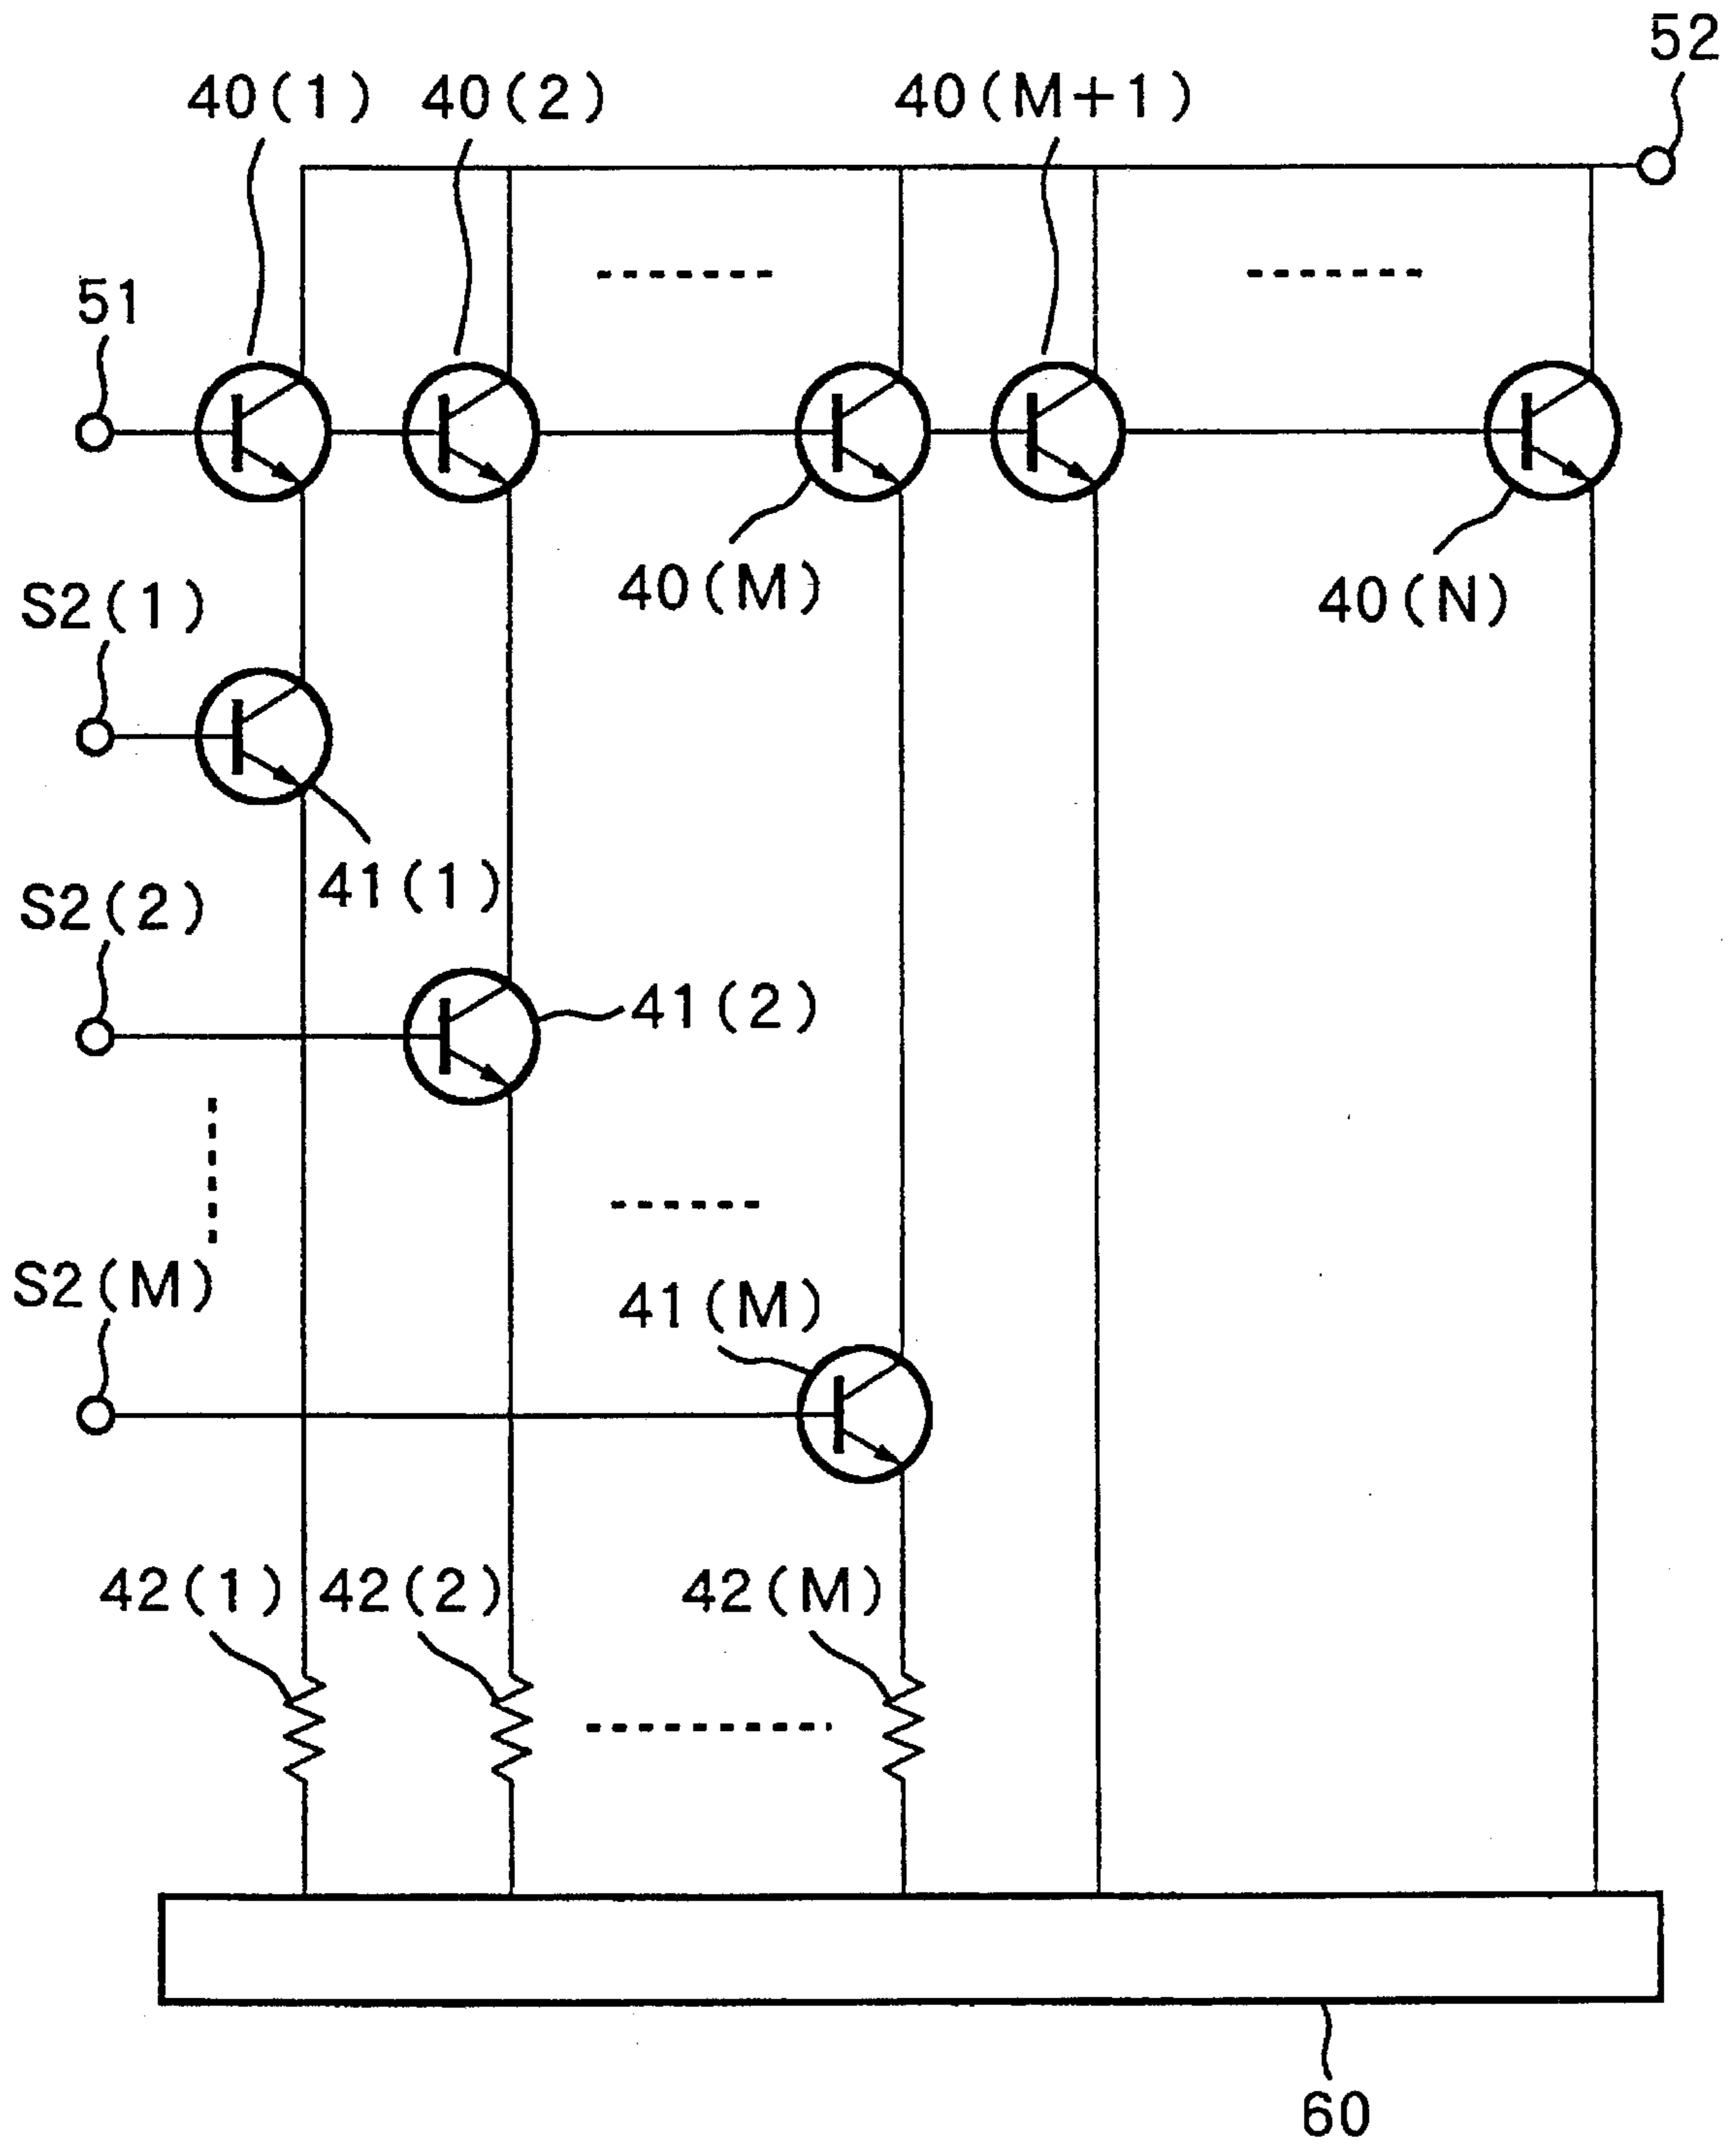 52
40(1) 40(2) 40(M+1)
51
40(M) 40(N)
S2(1)
41(1)
S2(2)
41(2)
S2(M)
41(M)
42(1) 42(2) 42(M)
60